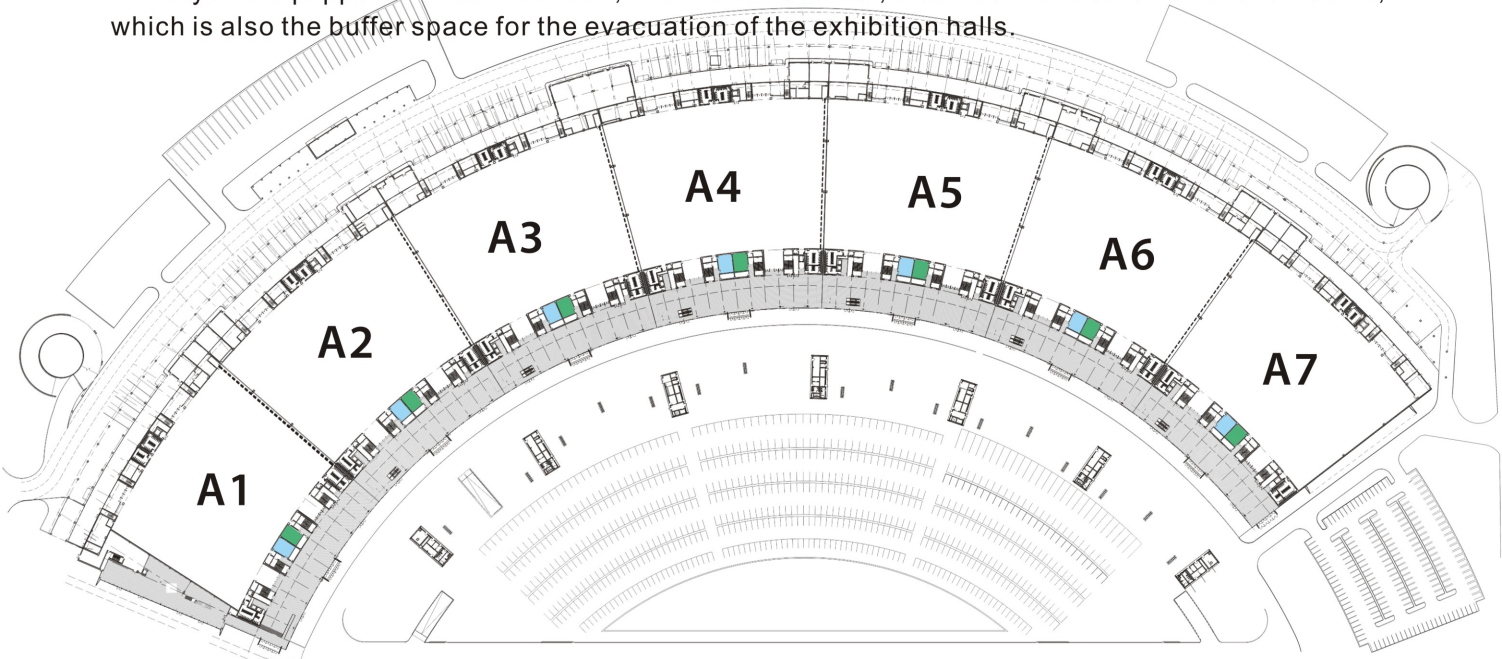 which is also the buffer space for the evacuation of the exhibition halls.
A4
A5
A3
A6
A2
A7
A1